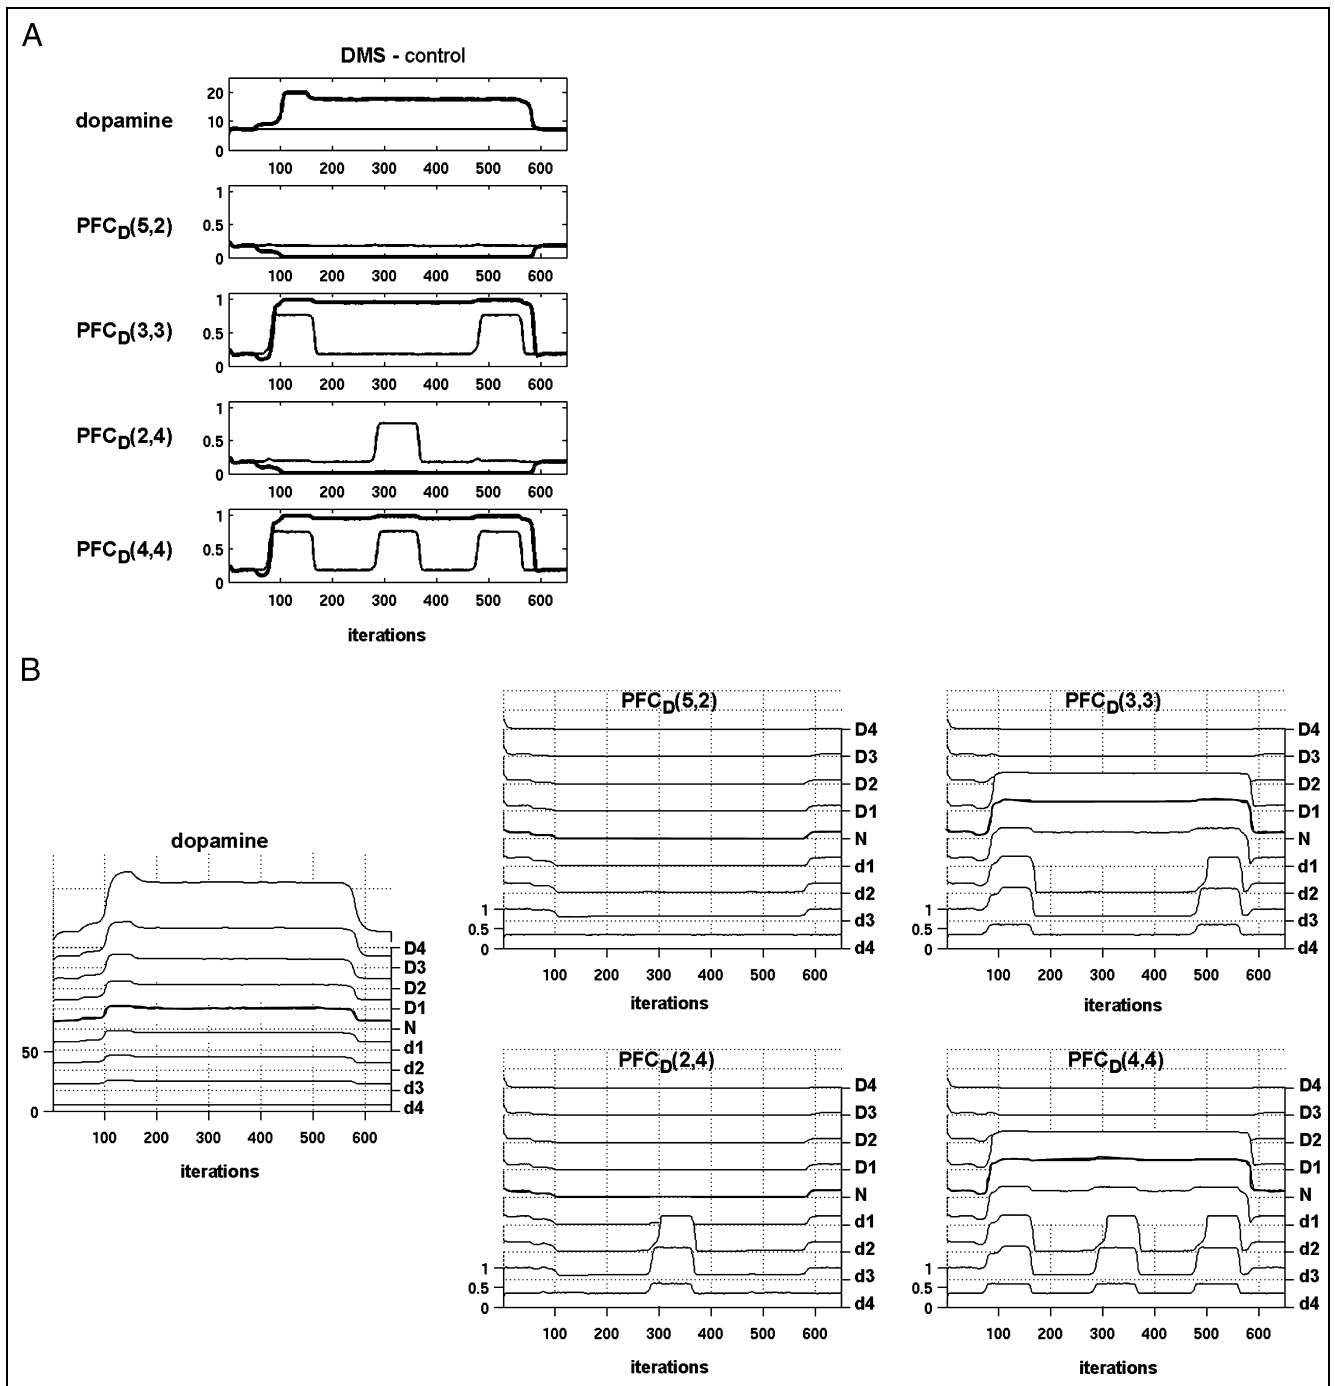 A
DMS - control
dopamine
20
10
0
100 200 300 400 500 600
PFCD(5,2)
1
0.5
0
100 200 300 400 500 600
PFCD(3,3)
1
0.5
0
100 200 300 400 500 600
PFCD(2,4)
1
0.5
0
100 200 300 400 500 600
PFCD(4,4)
1
0.5
0
100 200 300 400 500 600
iterations
B
dopamine
D4
D3
D2
D1
N
d1
d2
d3
d4
50
0
100 200 300 400 500 600
iterations
PFCD(5,2)
D4
D3
D2
D1
N
d1
d2
d3
d4
1
0.5
0
100 200 300 400 500 600
iterations
PFCD(3,3)
D4
D3
D2
D1
N
d1
d2
d3
d4
1
0.5
0
100 200 300 400 500 600
iterations
PFCD(2,4)
D4
D3
D2
D1
N
d1
d2
d3
d4
1
0.5
0
100 200 300 400 500 600
iterations
PFCD(4,4)
D4
D3
D2
D1
N
d1
d2
d3
d4
1
0.5
0
100 200 300 400 500 600
iterations